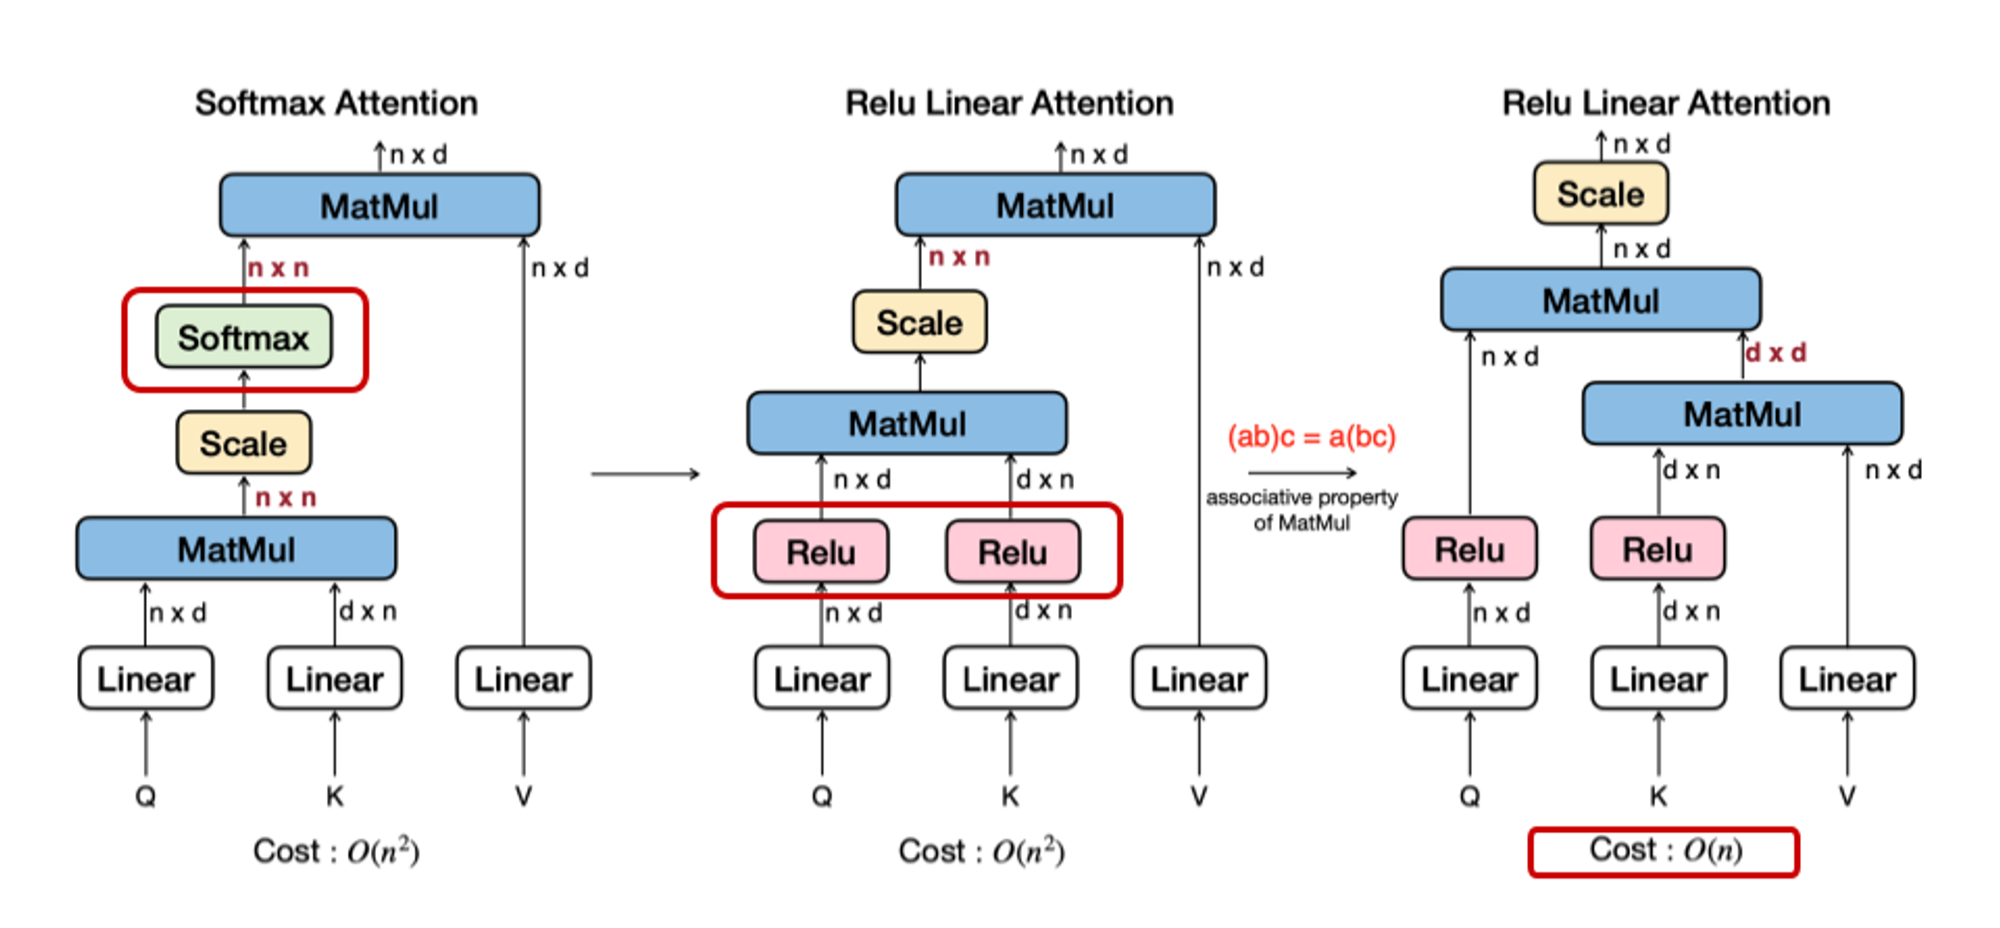 Softmax Attention
n x d
MatMul
n x n
n x d
Softmax
Scale
n x n
MatMul
n x d
d x n
Linear
Linear
Linear
Q
K
V
Cost : O(n²)
Relu Linear Attention
n x d
MatMul
n x n
n x d
Scale
MatMul
n x d
d x n
Relu
Relu
n x d
d x n
Linear
Linear
Linear
Q
K
V
Cost : O(n²)
(ab)c = a(bc)
associative property
of MatMul
Relu Linear Attention
n x d
Scale
n x d
MatMul
n x d
d x d
MatMul
d x n
n x d
Relu
Relu
n x d
d x n
Linear
Linear
Linear
Q
K
V
Cost : O(n)